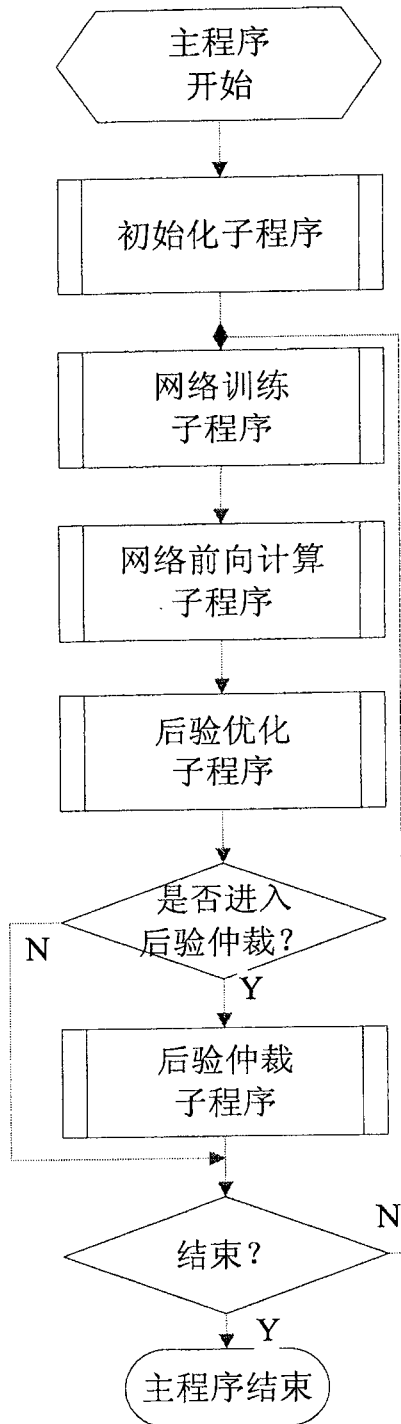 主程序
开始
初始化子程序
网络训练
子程序
网络前向计算
子程序
后验优化
子程序
是否进入
后验仲裁？
N
Y
后验仲裁
子程序
N
结束？
Y
主程序结束